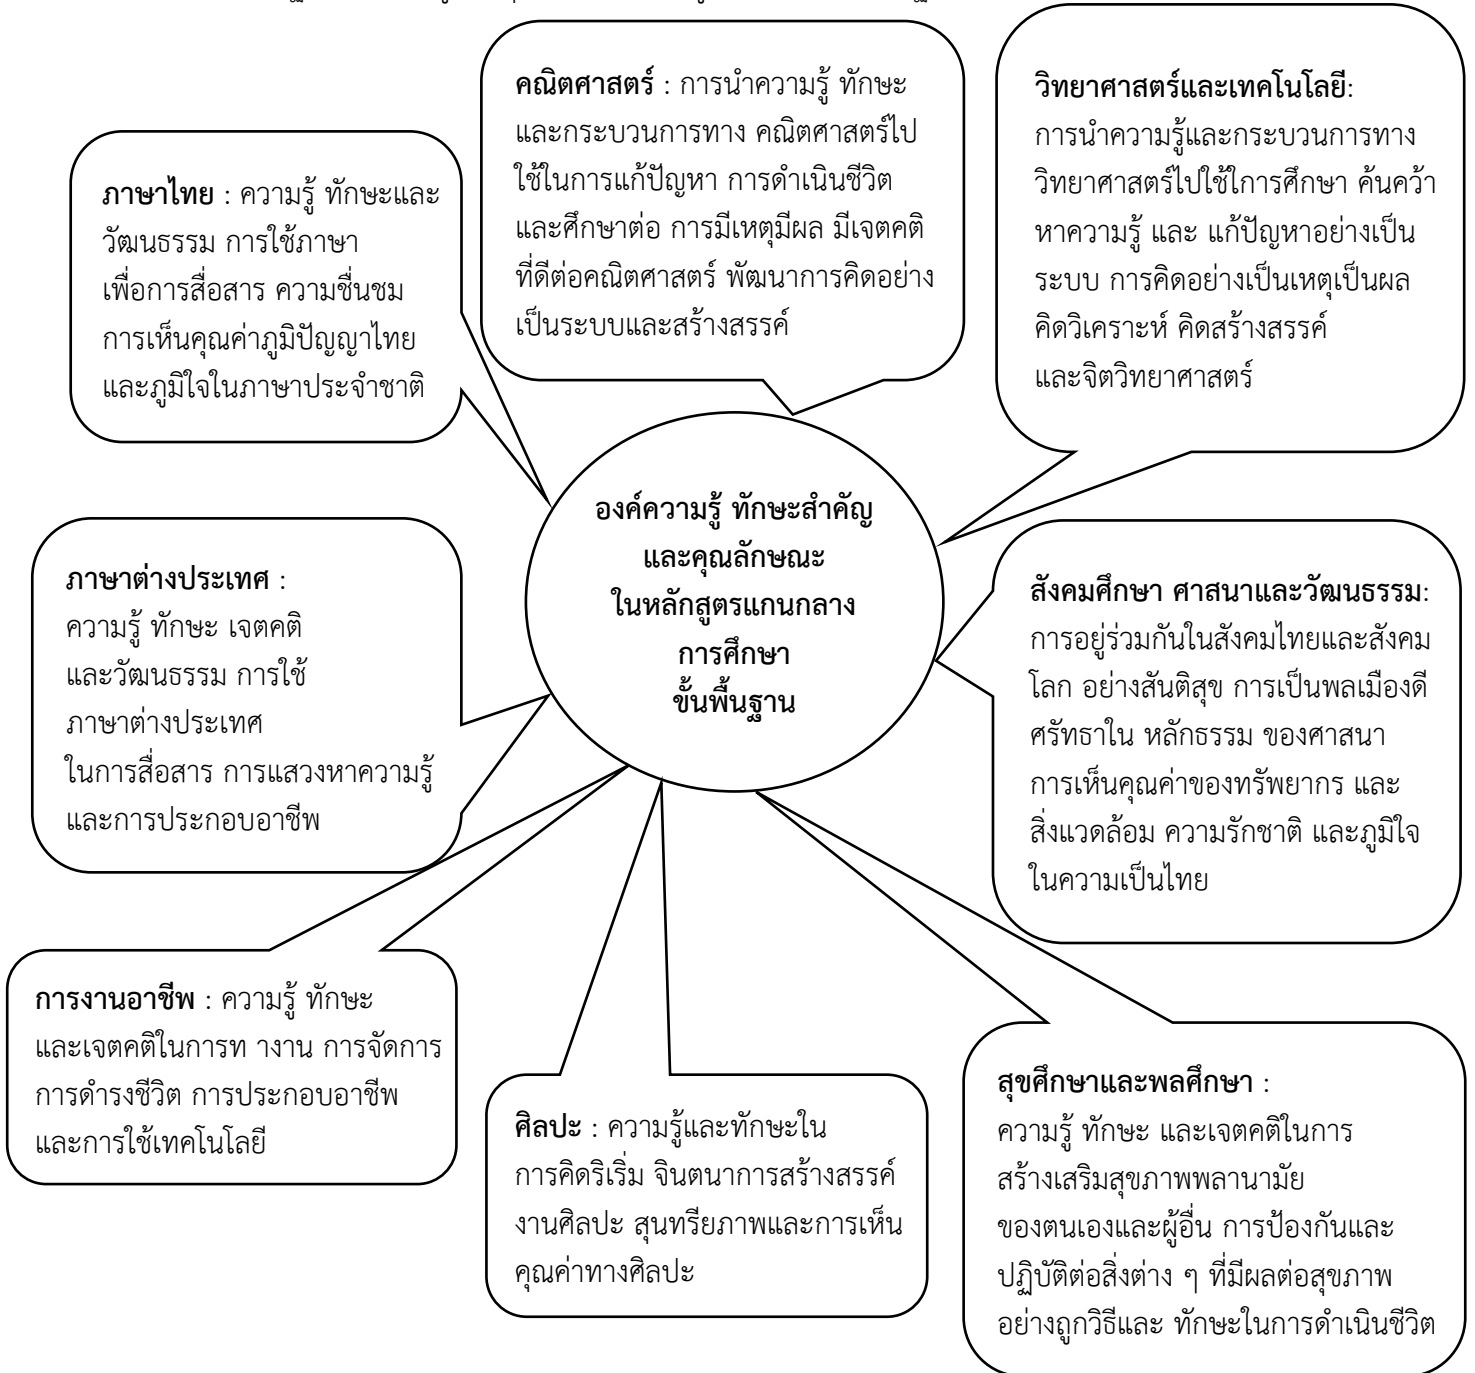 คณิตศาสตร์ : การนำความรู้ ทักษะ
และกระบวนการทาง คณิตศาสตร์ไป
ใช้ในการแก้ปัญหา การดำเนินชีวิต
และศึกษาต่อ การมีเหตุมีผล มีเจตคติ
ที่ดีต่อคณิตศาสตร์ พัฒนาการคิดอย่าง
เป็นระบบและสร้างสรรค์
วิทยาศาสตร์และเทคโนโลยี:
การนำความรู้และกระบวนการทาง
วิทยาศาสตร์ไปใช้ใการศึกษา ค้นคว้า
หาความรู้ และ แก้ปัญหาอย่างเป็น
ระบบ การคิดอย่างเป็นเหตุเป็นผล
คิดวิเคราะห์ คิดสร้างสรรค์
และจิตวิทยาศาสตร์
ภาษาไทย : ความรู้ ทักษะและ
วัฒนธรรม การใช้ภาษา
เพื่อการสื่อสาร ความชื่นชม
การเห็นคุณค่าภูมิปัญญาไทย
และภูมิใจในภาษาประจำชาติ
องค์ความรู้ ทักษะสำคัญ
และคุณลักษณะ
ในหลักสูตรแกนกลาง
การศึกษา
ขั้นพื้นฐาน
ภาษาต่างประเทศ :
ความรู้ ทักษะ เจตคติ
และวัฒนธรรม การใช้
ภาษาต่างประเทศ
ในการสื่อสาร การแสวงหาความรู้
และการประกอบอาชีพ
สังคมศึกษา ศาสนาและวัฒนธรรม:
การอยู่ร่วมกันในสังคมไทยและสังคม
โลก อย่างสันติสุข การเป็นพลเมืองดี
ศรัทธาใน หลักธรรม ของศาสนา
การเห็นคุณค่าของทรัพยากร และ
สิ่งแวดล้อม ความรักชาติ และภูมิใจ
ในความเป็นไทย
การงานอาชีพ : ความรู้ ทักษะ
และเจตคติในการท างาน การจัดการ
การดำรงชีวิต การประกอบอาชีพ
และการใช้เทคโนโลยี
ศิลปะ : ความรู้และทักษะใน
การคิดริเริ่ม จินตนาการสร้างสรรค์
งานศิลปะ สุนทรียภาพและการเห็น
คุณค่าทางศิลปะ
สุขศึกษาและพลศึกษา :
ความรู้ ทักษะ และเจตคติในการ
สร้างเสริมสุขภาพพลานามัย
ของตนเองและผู้อื่น การป้องกันและ
ปฏิบัติต่อสิ่งต่าง ๆ ที่มีผลต่อสุขภาพ
อย่างถูกวิธีและ ทักษะในการดำเนินชีวิต